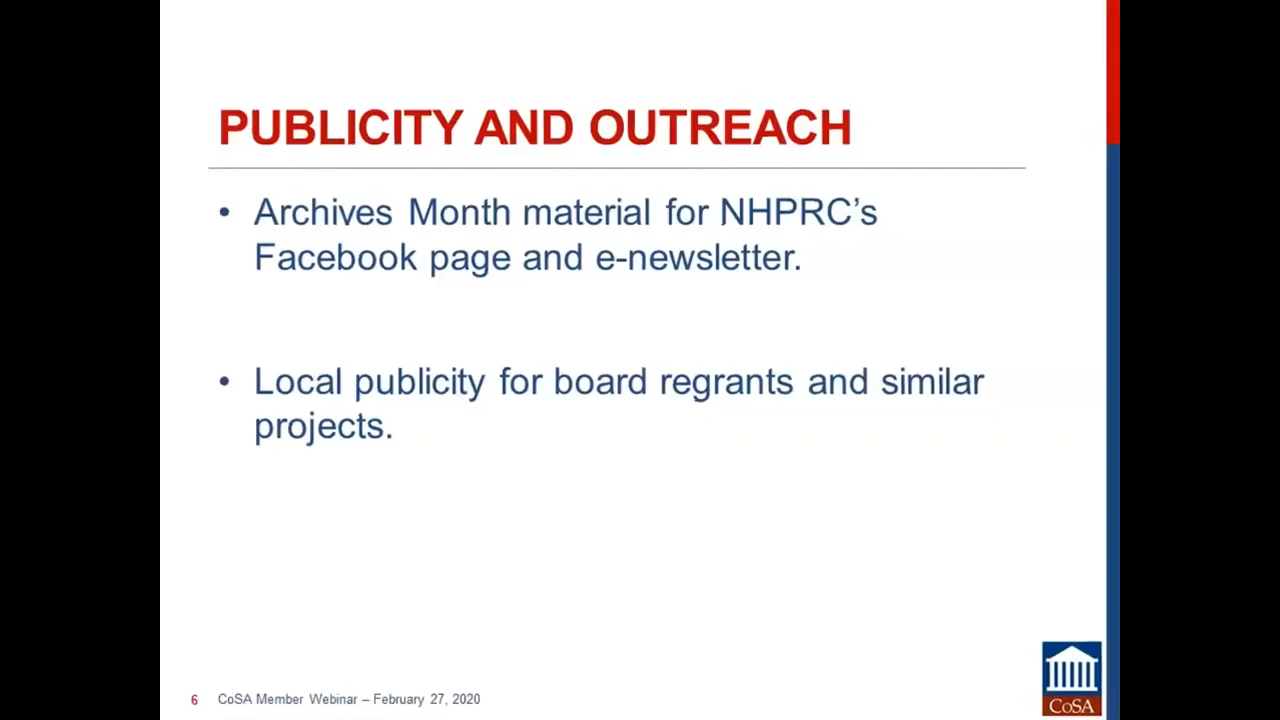 PUBLICITY AND OUTREACH
• Archives Month material for NHPRC’s
Facebook page and e-newsletter.
• Local publicity for board regrants and similar
projects.
6 CoSA Member Webinar – February 27, 2020
CoSA